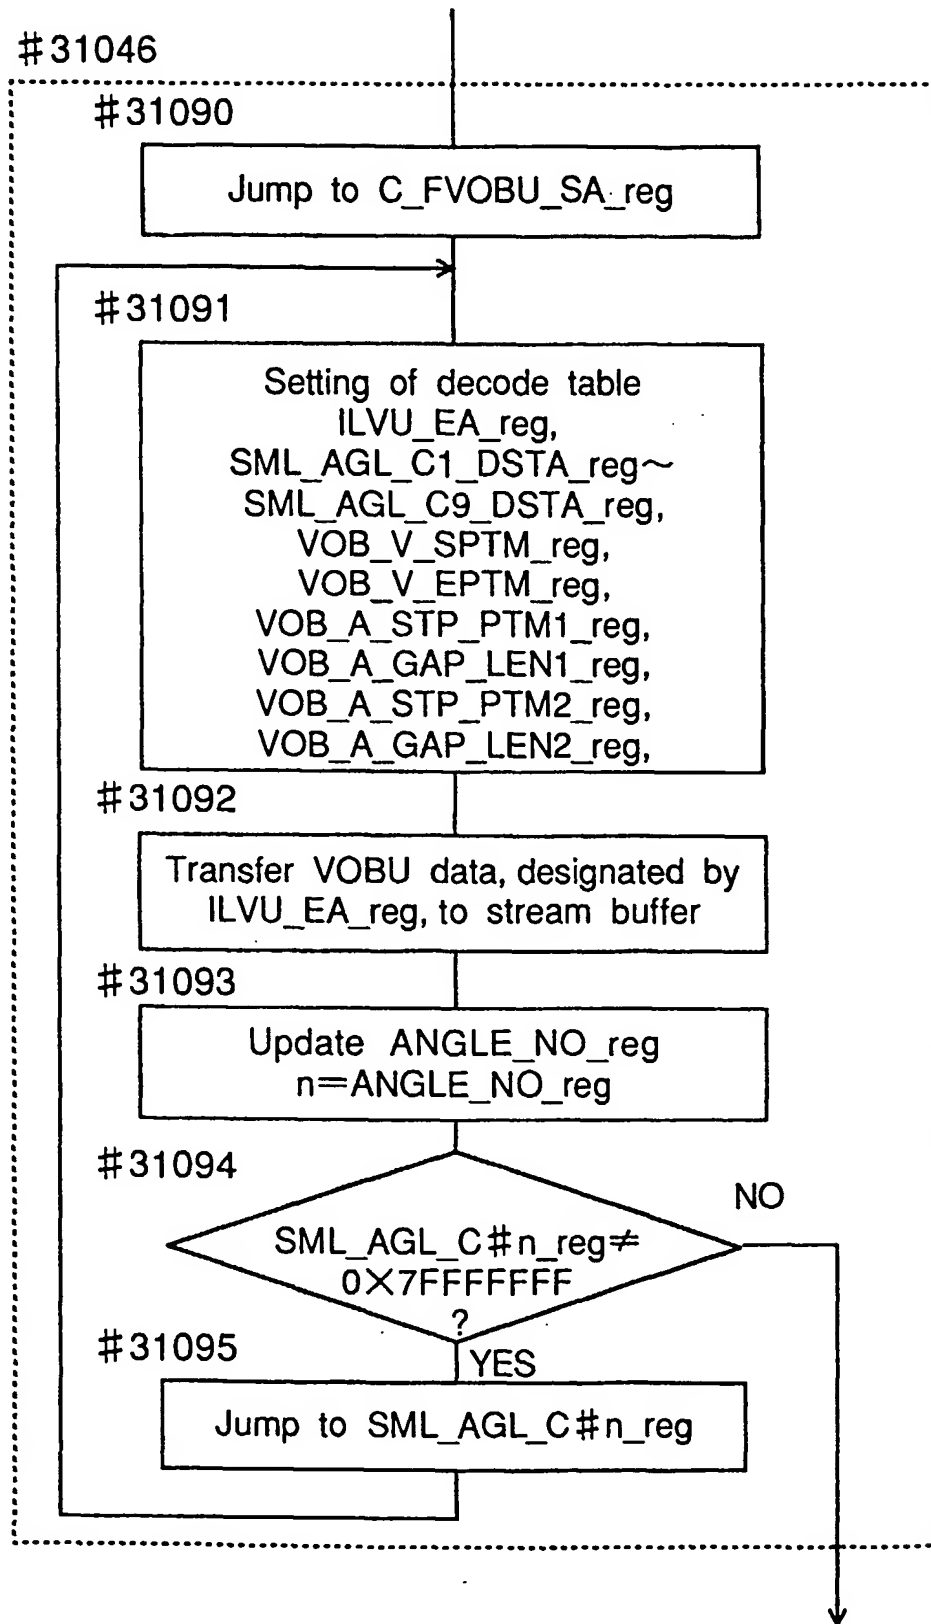 #31046
#31090
Jump to C_FVOBU_SA_reg
#31091
Setting of decode table
ILVU_EA_reg,
SML_AGL_C1_DSTA_reg~
SML_AGL_C9_DSTA_reg,
VOB_V_SPTM_reg,
VOB_V_EPTM_reg,
VOB_A_STP_PTM1_reg,
VOB_A_GAP_LEN1_reg,
VOB_A_STP_PTM2_reg,
VOB_A_GAP_LEN2_reg,
#31092
Transfer VOBU data, designated by
ILVU_EA_reg, to stream buffer
#31093
Update ANGLE_NO_reg
n=ANGLE_NO_reg
#31094
NO
SML_AGL_C#n_reg≠
0X7FFFFFFF
?
#31095
YES
Jump to SML_AGL_C#n_reg